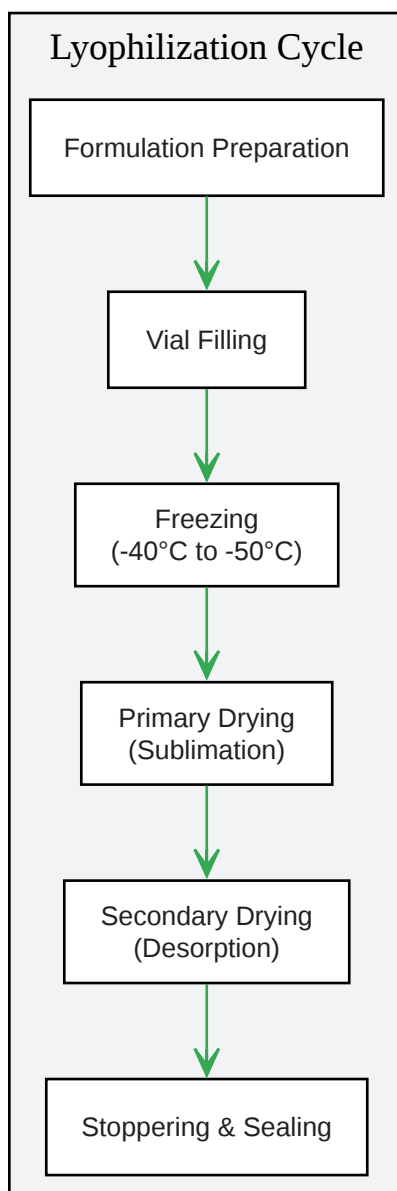 Lyophilization Cycle
Formulation Preparation
Vial Filling
Freezing
(-40°C to -50°C)
Primary Drying
(Sublimation)
Secondary Drying
(Desorption)
Stoppering & Sealing